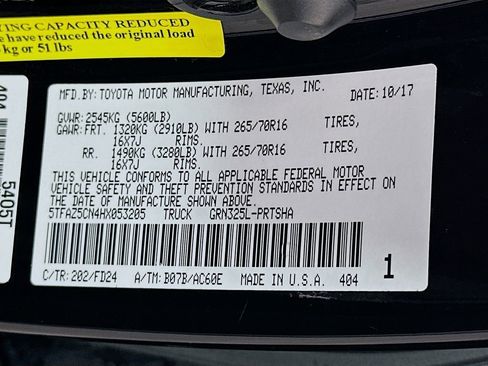 YING CAPACITY REDUCED
e have reduced the original load
kg or 51 lbs
404
5405T
MFD.BY: TOYOTA MOTOR MANUFACTURING, TEXAS, INC. DATE: 10/17
GVWR: 2545KG (5600LB)
GAWR: FRT. 1320KG (2910LB) WITH 265/70R16 TIRES,
16X7J RIMS.
RR. 1490KG (3280LB) WITH 265/70R16 TIRES,
16X7J RIMS.
THIS VEHICLE CONFORMS TO ALL APPLICABLE FEDERAL MOTOR
VEHICLE SAFETY AND THEFT PREVENTION STANDARDS IN EFFECT ON
THE DATE OF MANUFACTURE SHOWN ABOVE.
5TFAZ5CN4HX053205 TRUCK GRN325L-PRTSHA
C/TR: 202/FD24 A/TM: B07B/AC60E MADE IN U.S.A. 404 1